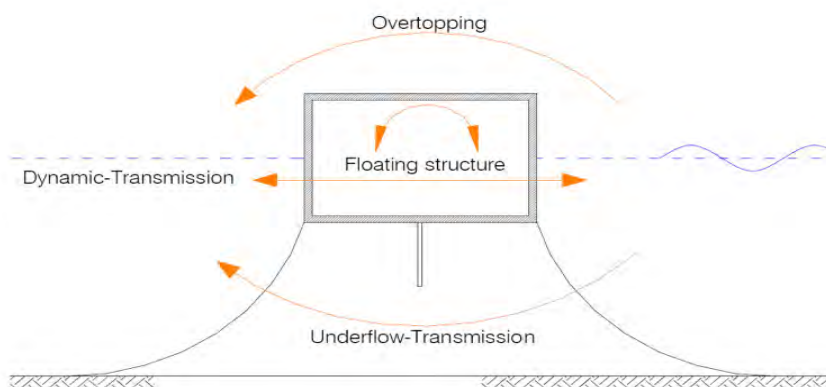 Overtopping
Floating structure
Dynamic-Transmission
Underflow-Transmission